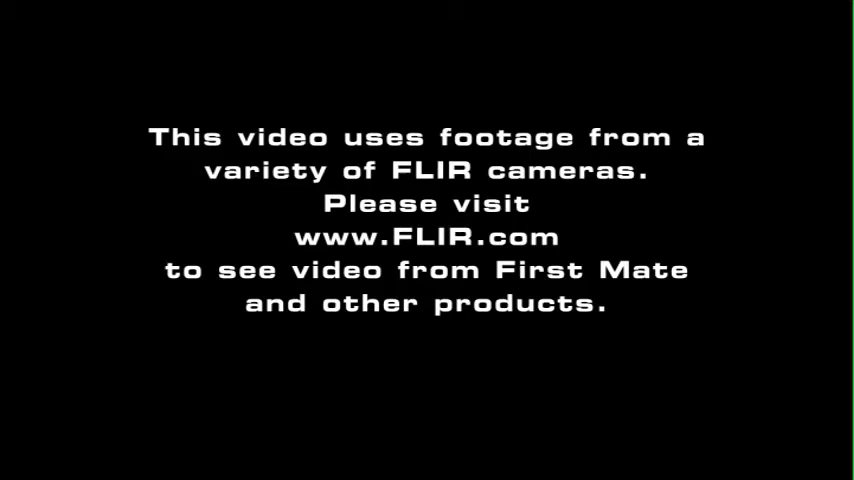 This video uses footage from a
variety of FLIR cameras.
Please visit
www.FLIR.com
to see video from First Mate
and other products.